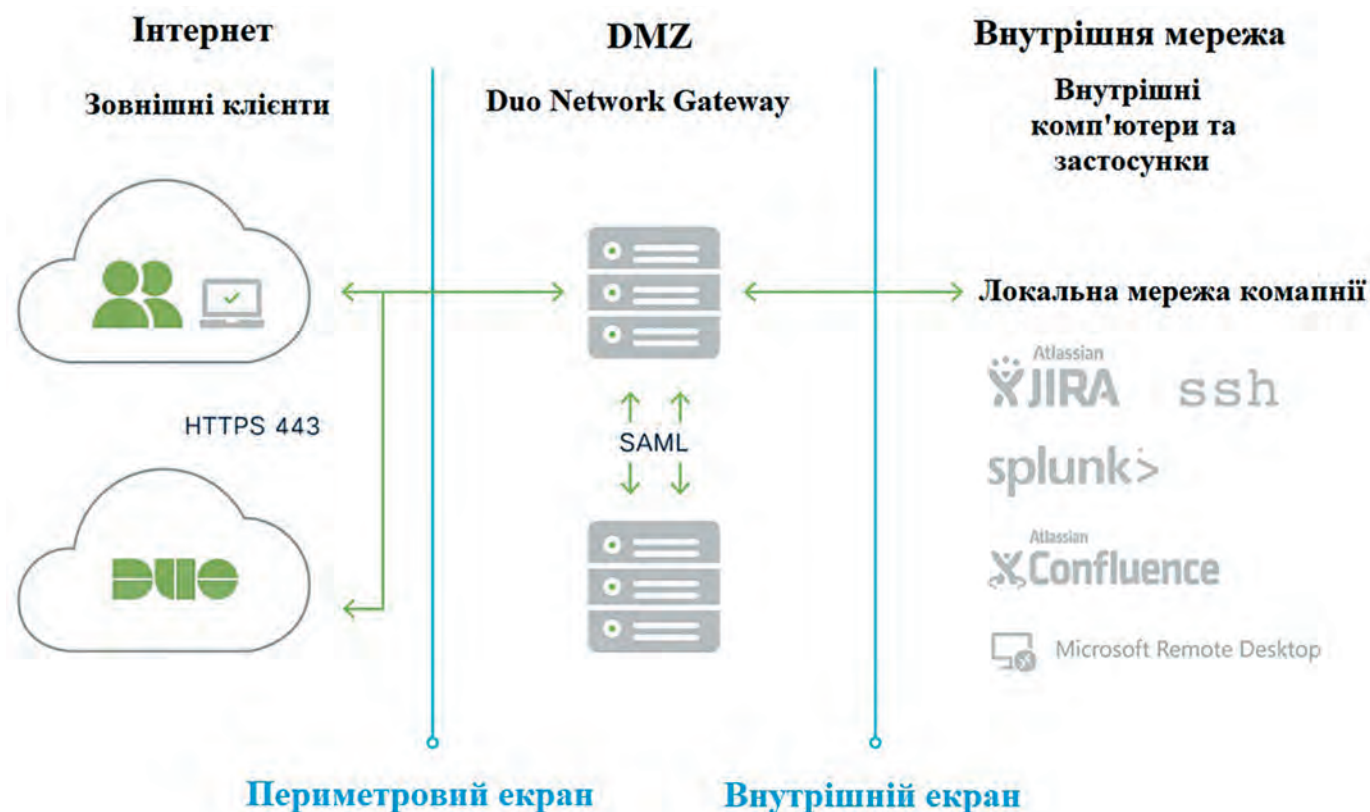 Інтернет
DMZ
Внутрішня мережа
Зовнішні клієнти
Duo Network Gateway
Внутрішні
комп'ютери та
застосунки
Локальна мережа комапнії
Atlassian
JIRA
ssh
HTTPS 443
SAML
splunk>
DUO
Atlassian
Confluence
Microsoft Remote Desktop
Периметровий екран
Внутрішній екран